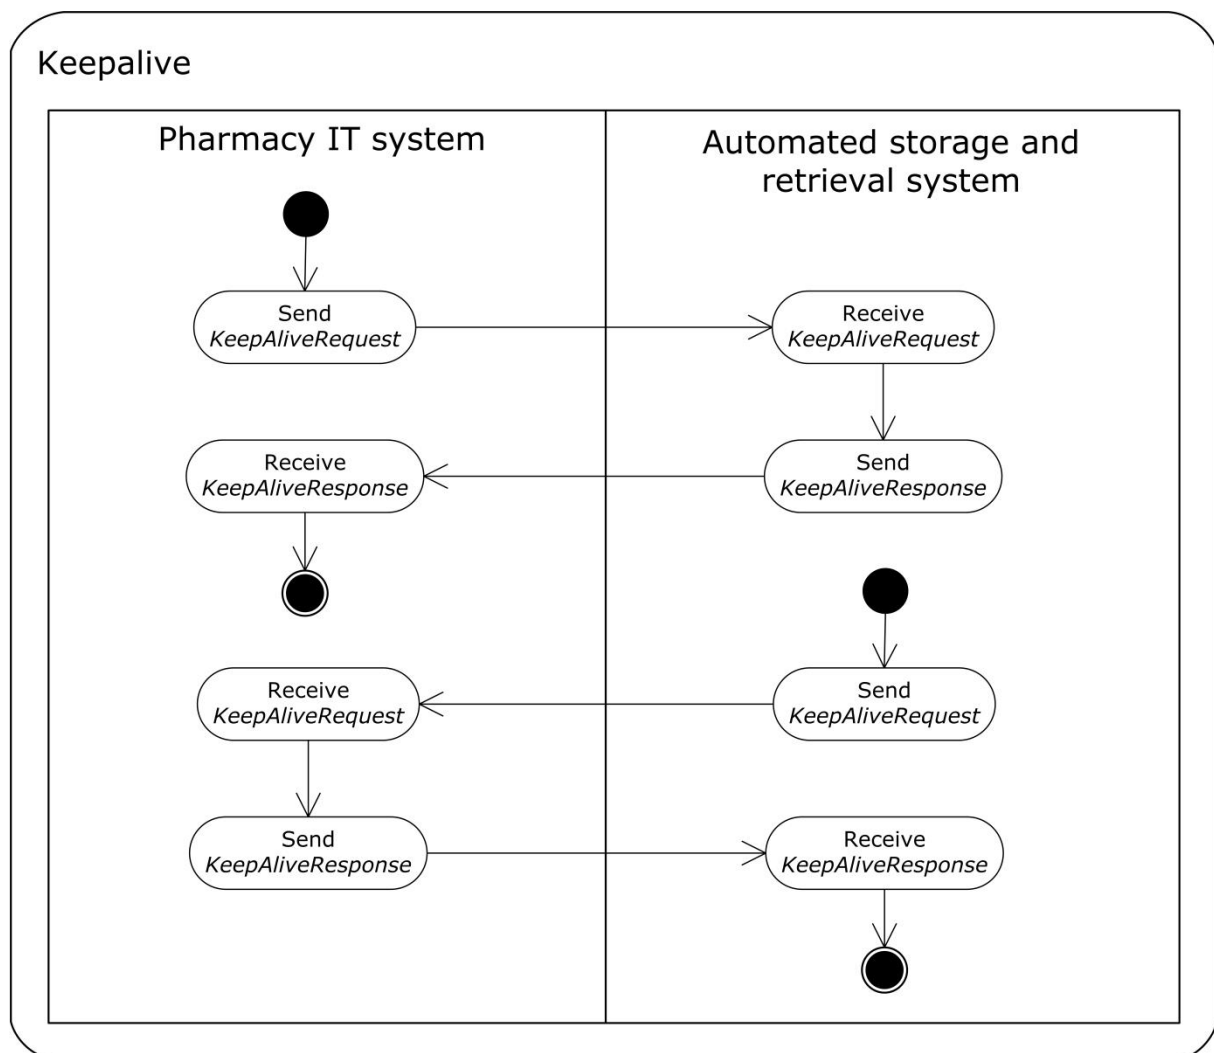 Keepalive
Pharmacy IT system
Automated storage and
retrieval system
Send
KeepAliveRequest
Receive
KeepAliveRequest
Receive
KeepAliveResponse
Send
KeepAliveResponse
Receive
KeepAliveRequest
Send
KeepAliveRequest
Send
KeepAliveResponse
Receive
KeepAliveResponse